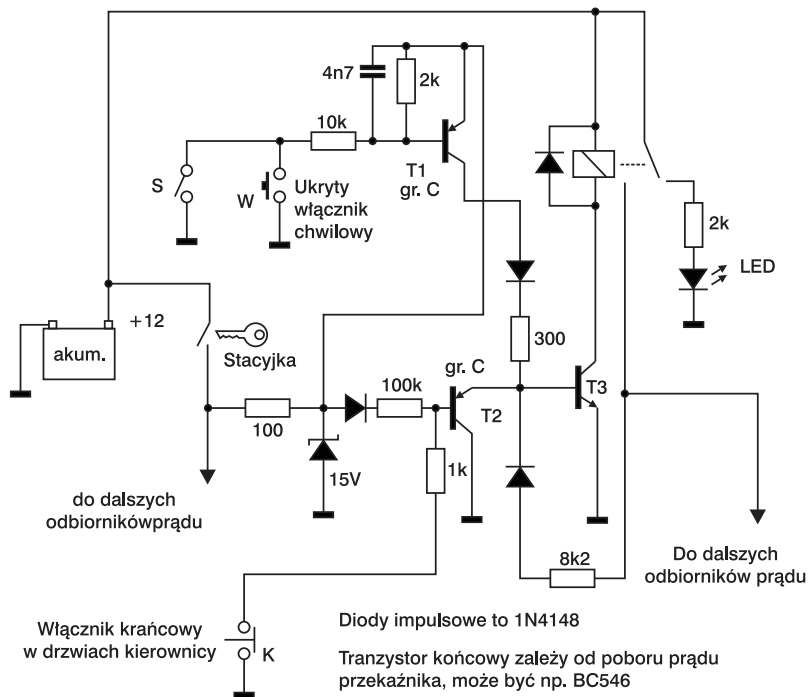 4n7
2k
10k
T1
gr. C
S
W
Ukryty
włącznik
chwilowy
2k
LED
+12
akum.
Stacyjka
300
gr. C
100k
T2
T3
100
15V
1k
do dalszych
odbiornikówprądu
8k2
Do dalszych
odbiorników prądu
Włącznik krańcowy
w drzwiach kierownicy
K
Diody impulsowe to 1N4148
Tranzystor końcowy zależy od poboru prądu
przekaźnika, może być np. BC546